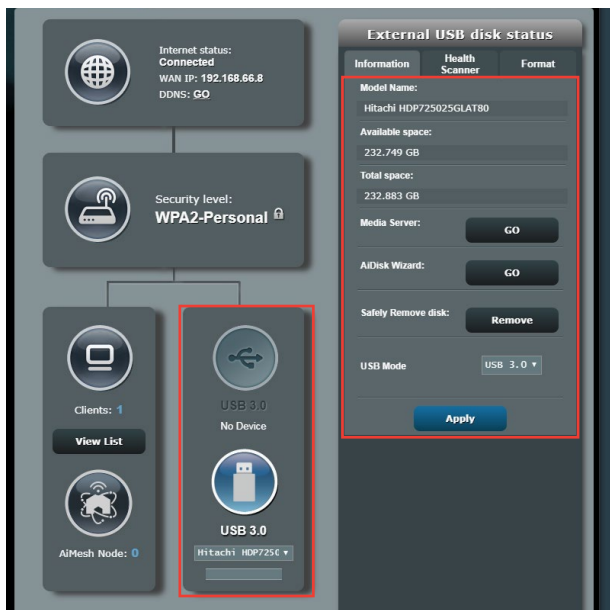 Internet status:
Connected
WAN IP: 192.168.66.8
DDNS: GO
Security level:
WPA2-Personal
Clients: 1
View List
AiMesh Node: 0
USB 3.0
No Device
USB 3.0
Hitachi HDP7250
External USB disk status
Information
Health
Scanner
Format
Model Name:
Hitachi HDP725025GLAT80
Available space:
232.749 GB
Total space:
232.883 GB
Media Server:
GO
AiDisk Wizard:
GO
Safely Remove disk:
Remove
USB Mode
USB 3.0
Apply